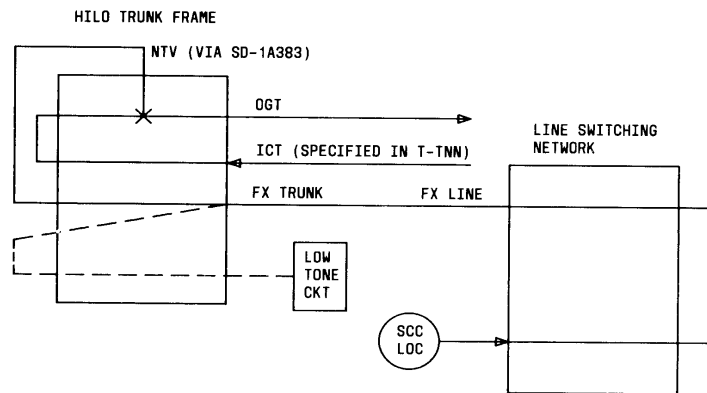 HILO TRUNK FRAME
NTV (VIA SD-1A383)
OGT
LINE SWITCHING
NETWORK
ICT (SPECIFIED IN T-TNN)
FX TRUNK
FX LINE
LOW
TONE
CKT
SCC
LOC